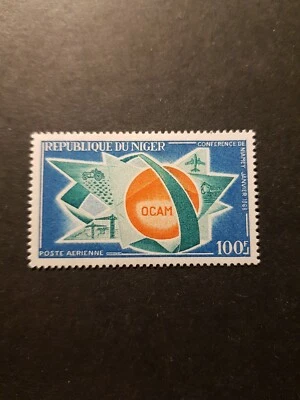 REPUBLIQUE DU NIGER
CONFERENCE DE NIAMEY JANVIER 1968
OCAM
POSTE AERIENNE
100F